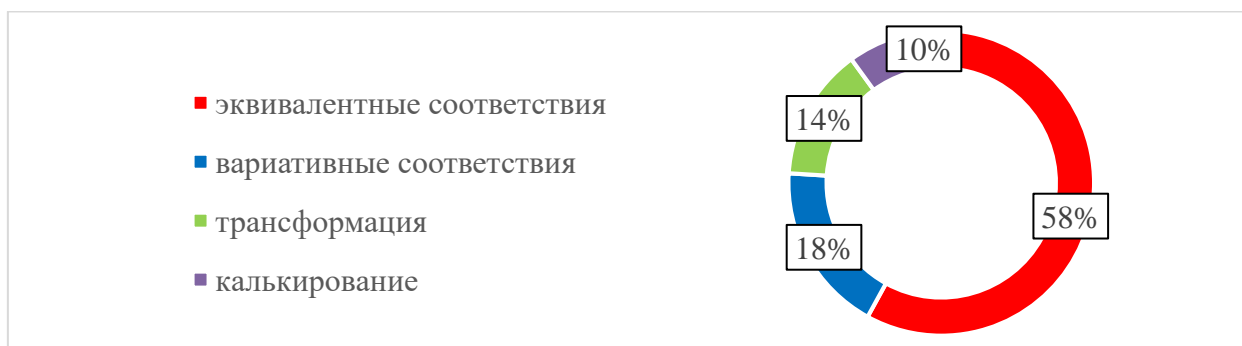 эквивалентные соответствия
вариативные соответствия
трансформация
калькирование
10%
14%
18%
58%